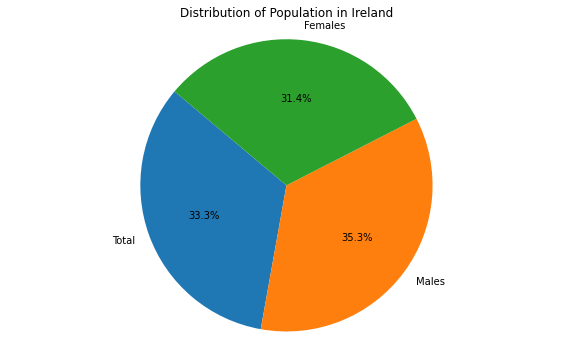 Distribution of Population in Ireland
Females
31.4%
33.3%
35.3%
Total
Males